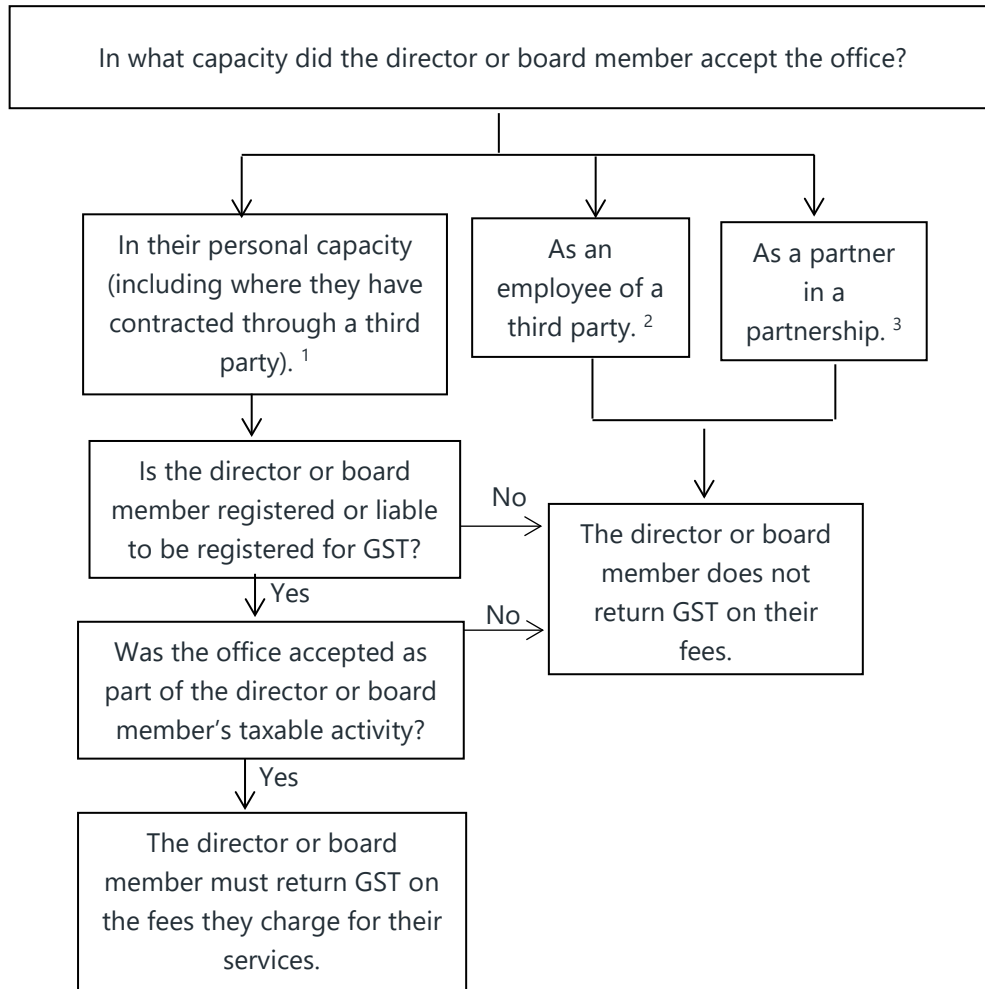 In what capacity did the director or board member accept the office?
In their personal capacity
(including where they have
contracted through a third
party). 1
As an
employee of a
third party. 2
As a partner
in a
partnership. 3
Is the director or board
member registered or liable
to be registered for GST?
No
Yes
The director or board
member does not
return GST on their
fees.
Was the office accepted as
part of the director or board
member’s taxable activity?
No
Yes
The director or board
member must return GST on
the fees they charge for their
services.